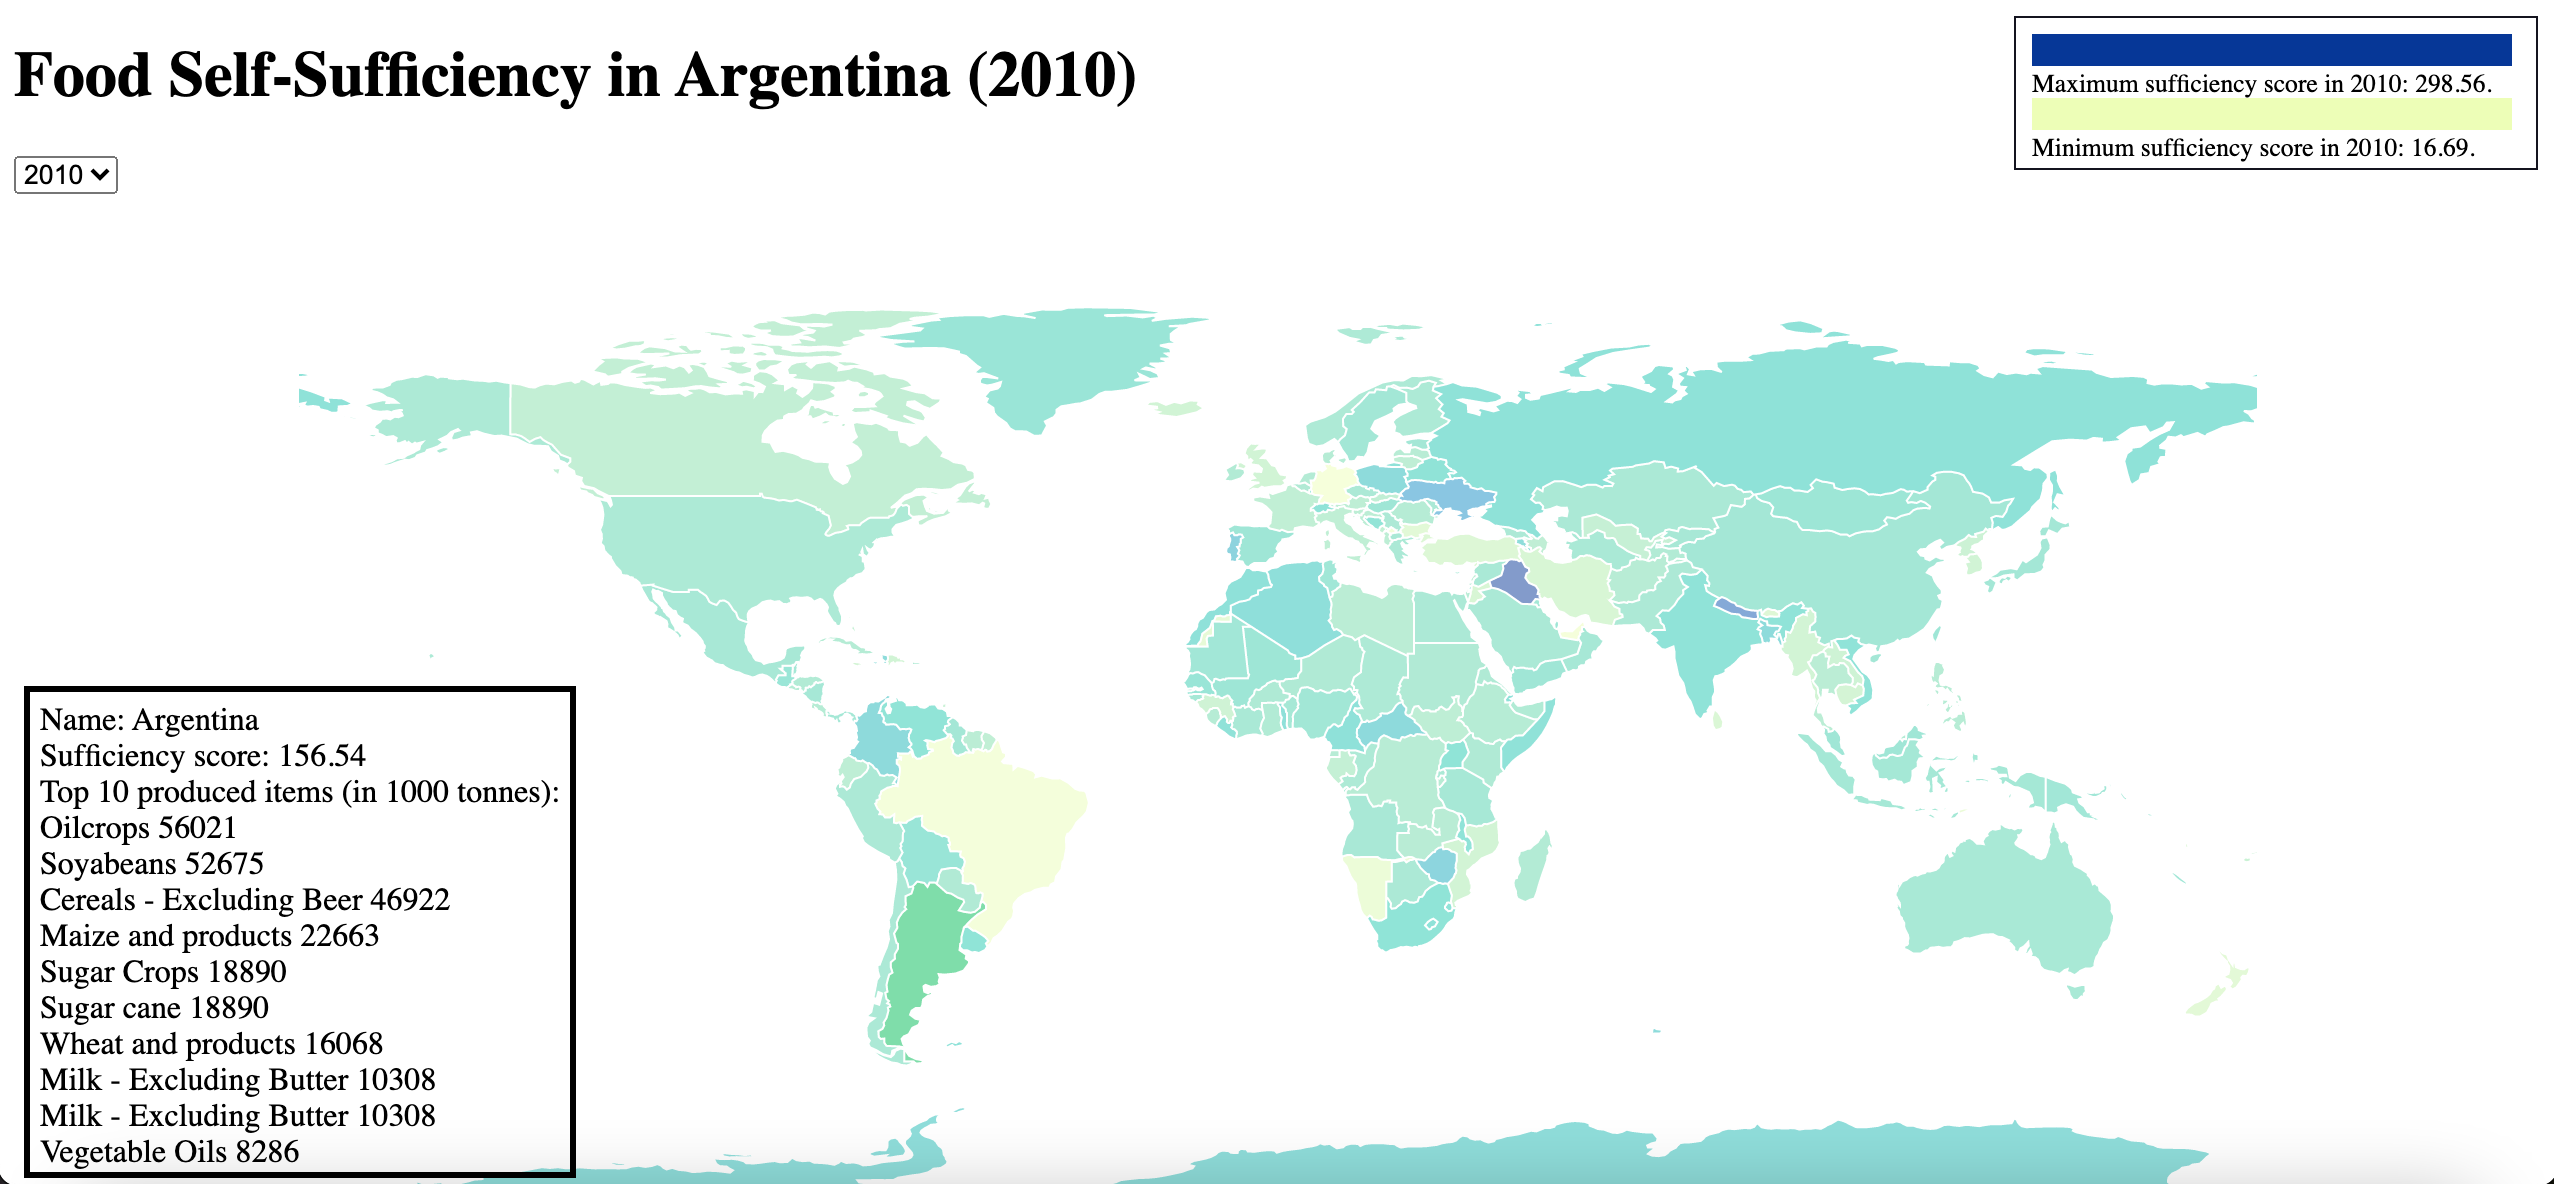 Food Self-Sufficiency in Argentina (2010)
2010
Maximum sufficiency score in 2010: 298.56.
Minimum sufficiency score in 2010: 16.69.
Name: Argentina
Sufficiency score: 156.54
Top 10 produced items (in 1000 tonnes):
Oilcrops 56021
Soyabeans 52675
Cereals - Excluding Beer 46922
Maize and products 22663
Sugar Crops 18890
Sugar cane 18890
Wheat and products 16068
Milk - Excluding Butter 10308
Milk - Excluding Butter 10308
Vegetable Oils 8286